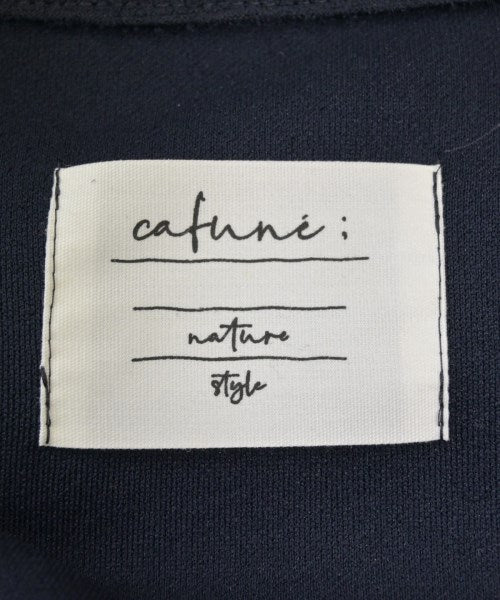 cafuné ;
nature
style